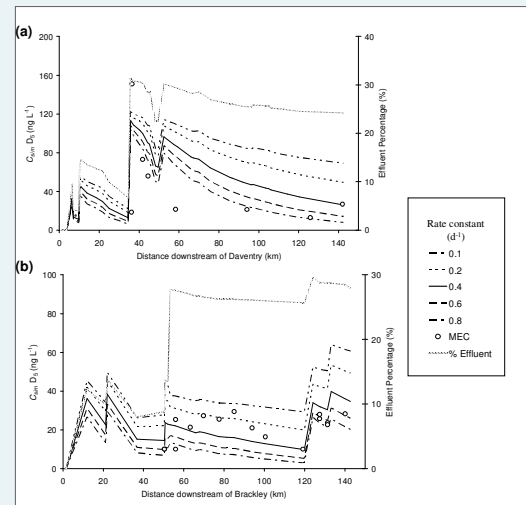 (a)
200
160
120
80
40
0
C_sim D5 (ng L-1)
40
30
20
10
0
Effluent Percentage (%)
0 20 40 60 80 100 120 140
Distance downstream of Daventry (km)
(b)
100
80
60
40
20
0
C_sim D5 (ng L-1)
30
20
10
0
Effluent Percentage (%)
0 20 40 60 80 100 120 140
Distance downstream of Brackley (km)
Rate constant
(d-1)
0.1
0.2
0.4
0.6
0.8
MEC
% Effluent